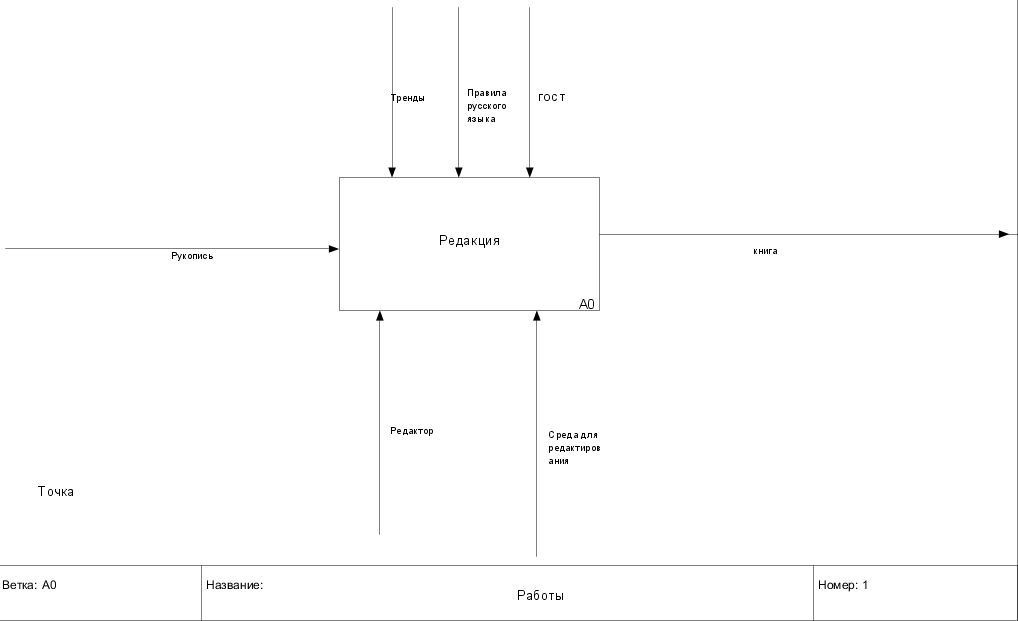 Тренды
Правила
русского
языка
ГОСТ
Редакция
Рукопись
книга
A0
Редактор
Среда для
редактиров
ания
Точка
Ветка: A0
Название:
Работы
Номер: 1